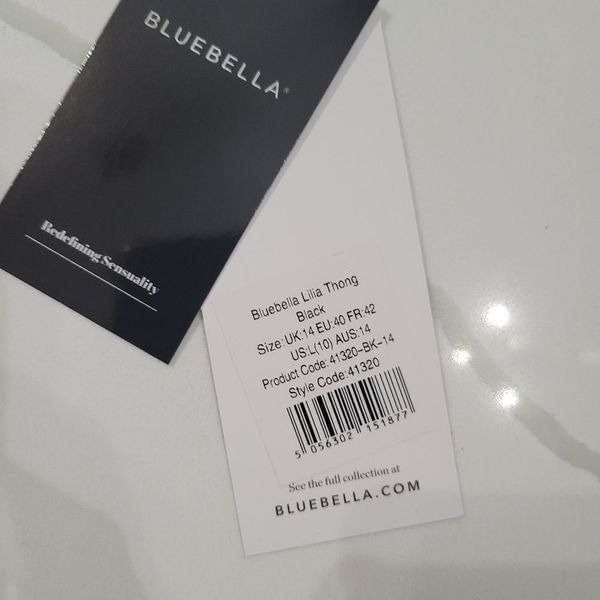 BLUEBELLA®
Redefining Sensuality
Bluebella Lilia Thong
Black
Size:UK:14 EU:40 FR:42
US:L(10) AUS:14
Product Code:41320-BK-14
Style Code:41320
5 056302 151877
See the full collection at
BLUEBELLA.COM